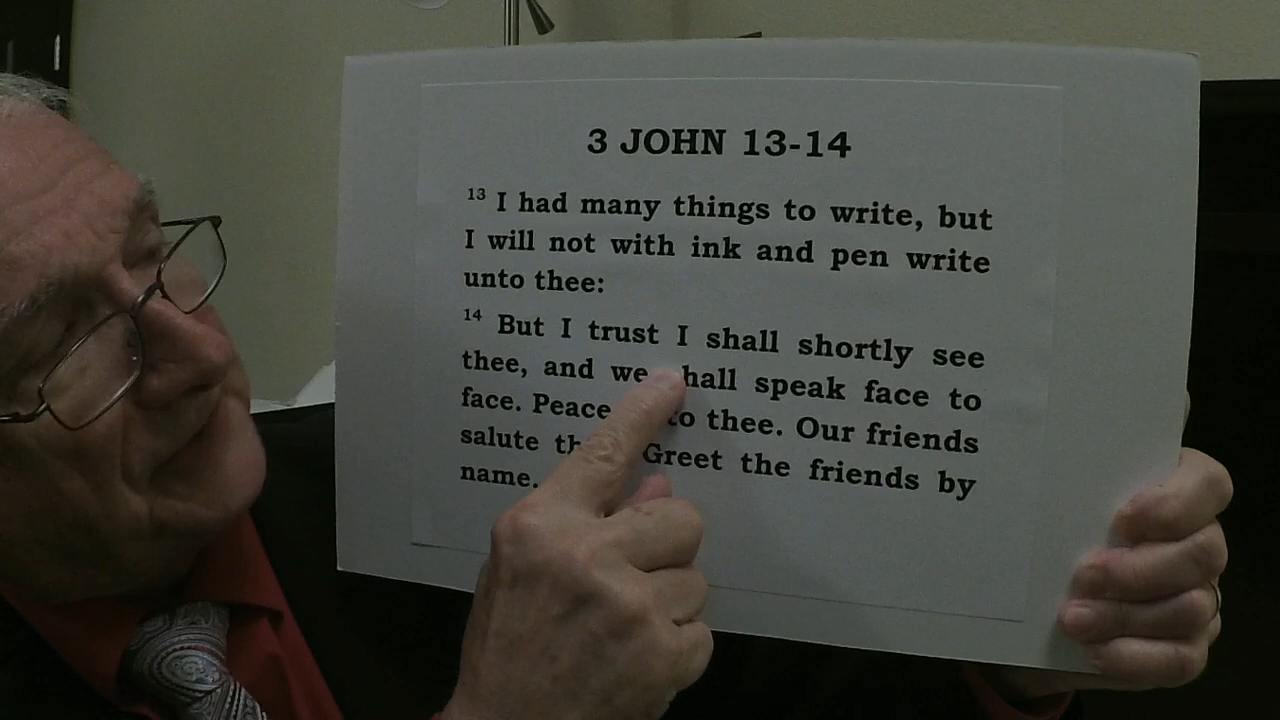 3 JOHN 13-14
13 I had many things to write, but
I will not with ink and pen write
unto thee:
14 But I trust I shall shortly see
thee, and we hall speak face to
face. Peace to thee. Our friends
salute th Greet the friends by
name.